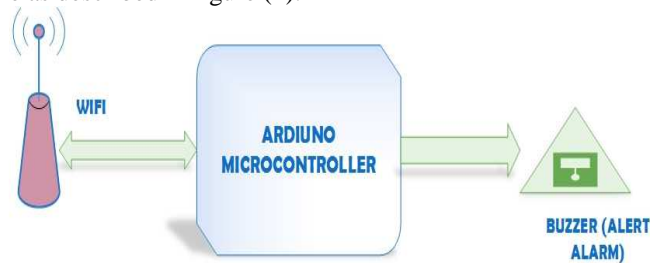 WIFI
ARDIUNO
MICROCONTROLLER
BUZZER (ALERT
ALARM)